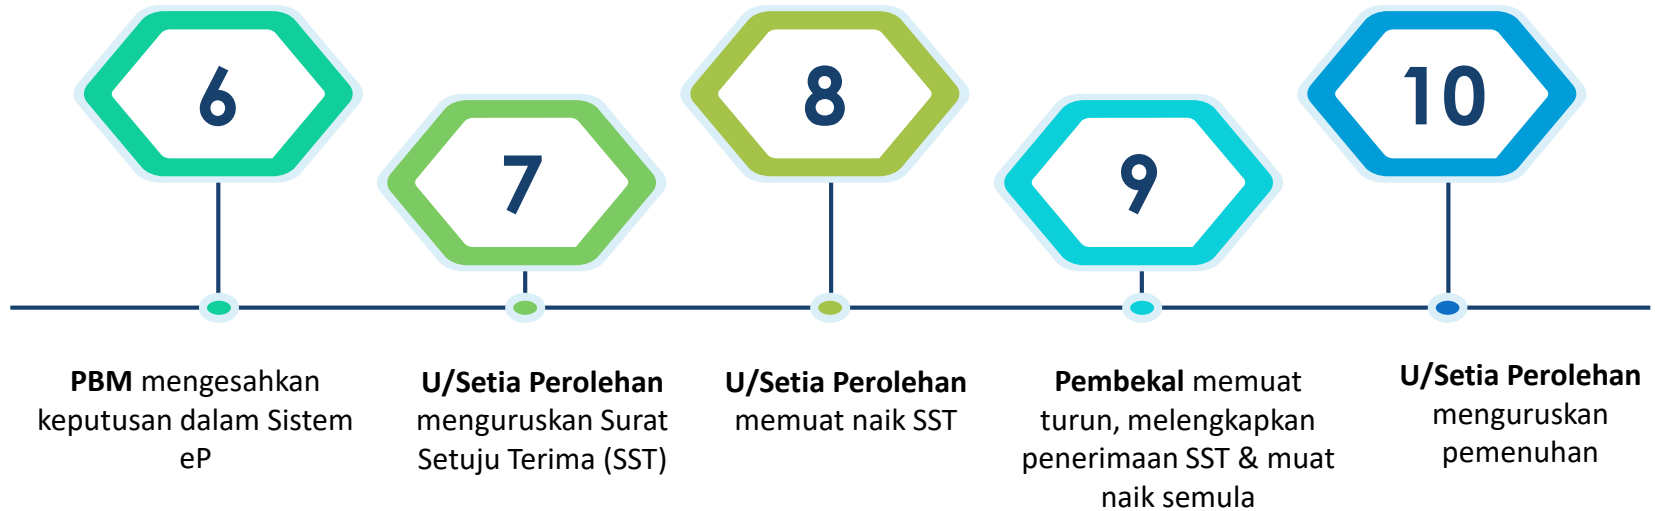 6
PBM mengesahkan
keputusan dalam Sistem
eP
7
U/Setia Perolehan
menguruskan Surat
Setuju Terima (SST)
8
U/Setia Perolehan
memuat naik SST
9
Pembekal memuat
turun, melengkapkan
penerimaan SST & muat
naik semula
10
U/Setia Perolehan
menguruskan
pemenuhan